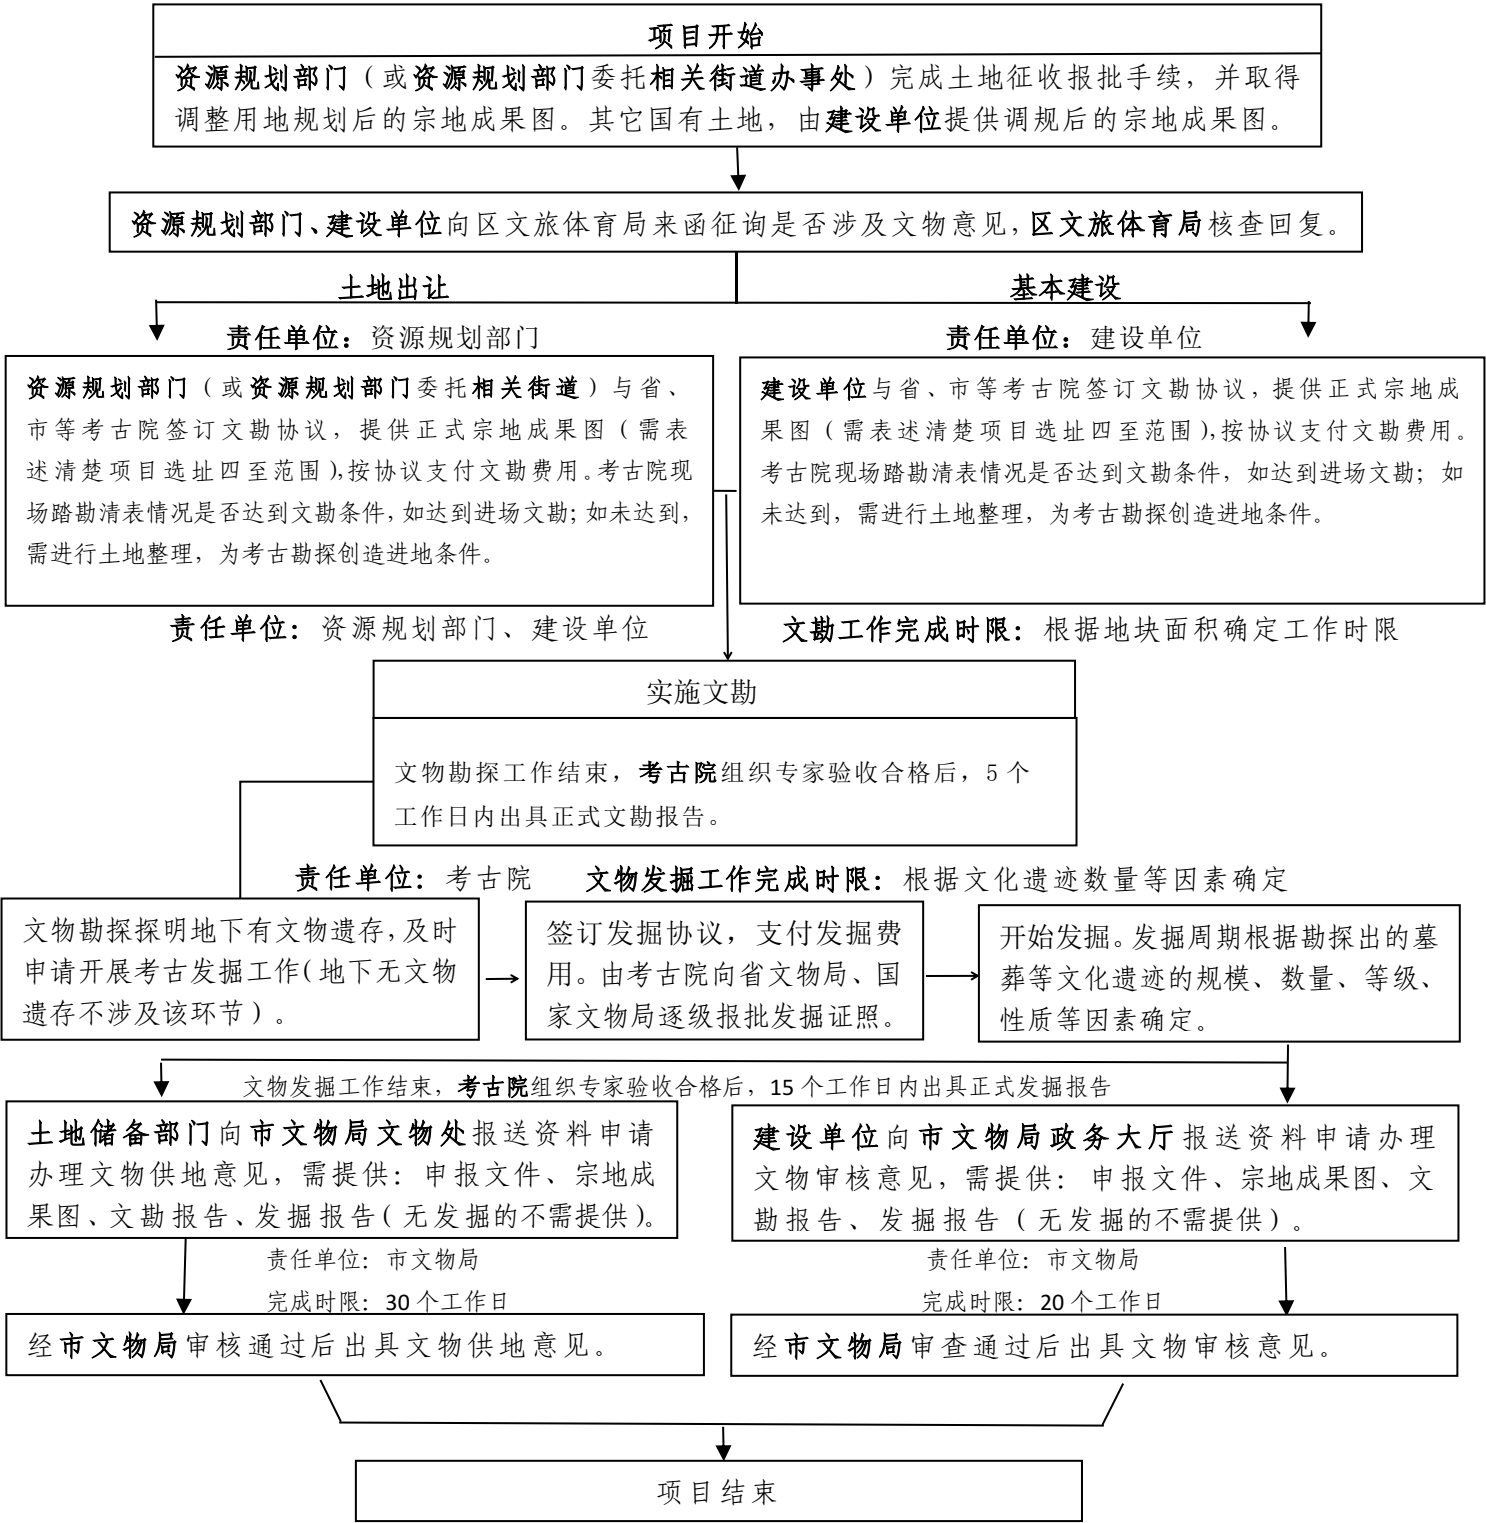 项目开始
资源规划部门（或资源规划部门委托相关街道办事处）完成土地征收报批手续，并取得
调整用地规划后的宗地成果图。其它国有土地，由建设单位提供调规后的宗地成果图。
资源规划部门、建设单位向区文旅体育局来函征询是否涉及文物意见，区文旅体育局核查回复。
土地出让
基本建设
责任单位：资源规划部门
责任单位：建设单位
资源规划部门（或资源规划部门委托相关街道）与省、
市等考古院签订文勘协议，提供正式宗地成果图（需表
述清楚项目选址四至范围），按协议支付文勘费用。考古院现
场踏勘清表情况是否达到文勘条件，如达到进场文勘；如未达到，
需进行土地整理，为考古勘探创造进地条件。
建设单位与省、市等考古院签订文勘协议，提供正式宗地成
果图（需表述清楚项目选址四至范围），按协议支付文勘费用。
考古院现场踏勘清表情况是否达到文勘条件，如达到进场文勘；如
未达到，需进行土地整理，为考古勘探创造进地条件。
责任单位：资源规划部门、建设单位
文勘工作完成时限：根据地块面积确定工作时限
实施文勘
文物勘探工作结束，考古院组织专家验收合格后，5个
工作日内出具正式文勘报告。
责任单位：考古院
文物发掘工作完成时限：根据文化遗迹数量等因素确定
文物勘探探明地下有文物遗存，及时
申请开展考古发掘工作（地下无文物
遗存不涉及该环节）。
签订发掘协议，支付发掘费
用。由考古院向省文物局、国
家文物局逐级报批发掘证照。
开始发掘。发掘周期根据勘探出的墓
葬等文化遗迹的规模、数量、等级、
性质等因素确定。
文物发掘工作结束，考古院组织专家验收合格后，15个工作日内出具正式发掘报告
土地储备部门向市文物局文物处报送资料申请
办理文物供地意见，需提供：申报文件、宗地成
果图、文勘报告、发掘报告（无发掘的不需提供）。
建设单位向市文物局政务大厅报送资料申请办理
文物审核意见，需提供：申报文件、宗地成果图、文
勘报告、发掘报告（无发掘的不需提供）。
责任单位：市文物局
完成时限：30个工作日
责任单位：市文物局
完成时限：20个工作日
经市文物局审核通过后出具文物供地意见。
经市文物局审查通过后出具文物审核意见。
项目结束